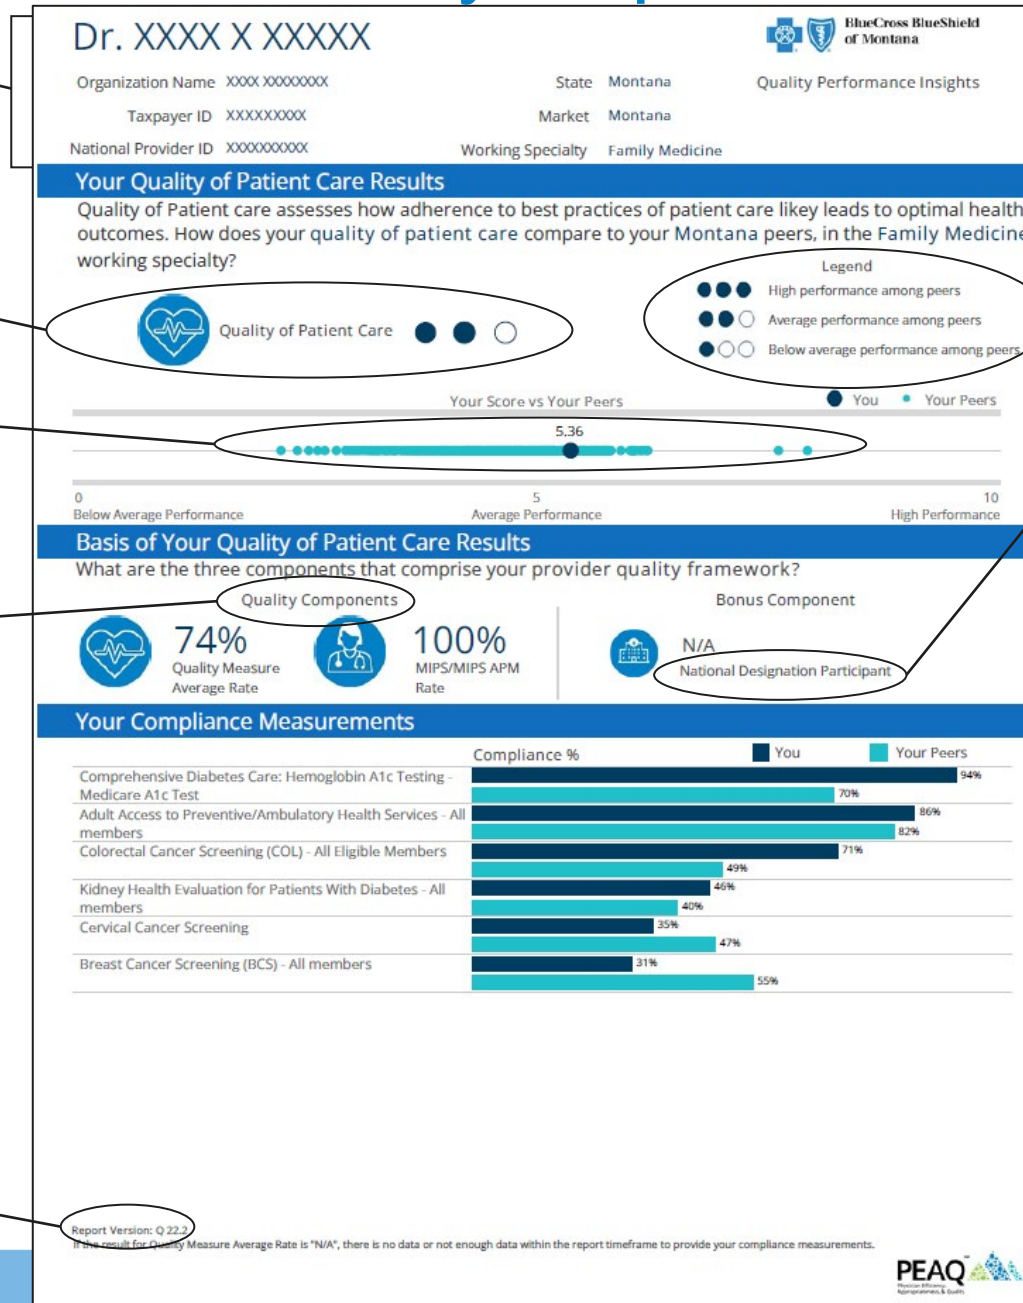 Dr. XXXX X XXXXX
BlueCross BlueShield
of Montana
Organization Name XXXX XXXXXXXX
State Montana
Quality Performance Insights
Taxpayer ID XXXXXXXXX
Market Montana
National Provider ID XXXXXXXXXX
Working Specialty Family Medicine
Your Quality of Patient Care Results
Quality of Patient care assesses how adherence to best practices of patient care likey leads to optimal health
outcomes. How does your quality of patient care compare to your Montana peers, in the Family Medicine
working specialty?
Legend
High performance among peers
Average performance among peers
Below average performance among peers
Quality of Patient Care
Your Score vs Your Peers
You Your Peers
5.36
0 5 10
Below Average Performance Average Performance High Performance
Basis of Your Quality of Patient Care Results
What are the three components that comprise your provider quality framework?
Quality Components
Bonus Component
74%
Quality Measure
Average Rate
100%
MIPS/MIPS APM
Rate
N/A
National Designation Participant
Your Compliance Measurements
Compliance % You Your Peers
Comprehensive Diabetes Care: Hemoglobin A1c Testing -
Medicare A1c Test
94%
70%
Adult Access to Preventive/Ambulatory Health Services - All
members
86%
82%
Colorectal Cancer Screening (COL) - All Eligible Members
71%
49%
Kidney Health Evaluation for Patients With Diabetes - All
members
46%
40%
Cervical Cancer Screening
35%
47%
Breast Cancer Screening (BCS) - All members
31%
55%
Report Version: Q 22.2
If the result for Quality Measure Average Rate is "N/A", there is no data or not enough data within the report timeframe to provide your compliance measurements.
PEAQ
Physician Efficiency,
Appropriateness, & Quality